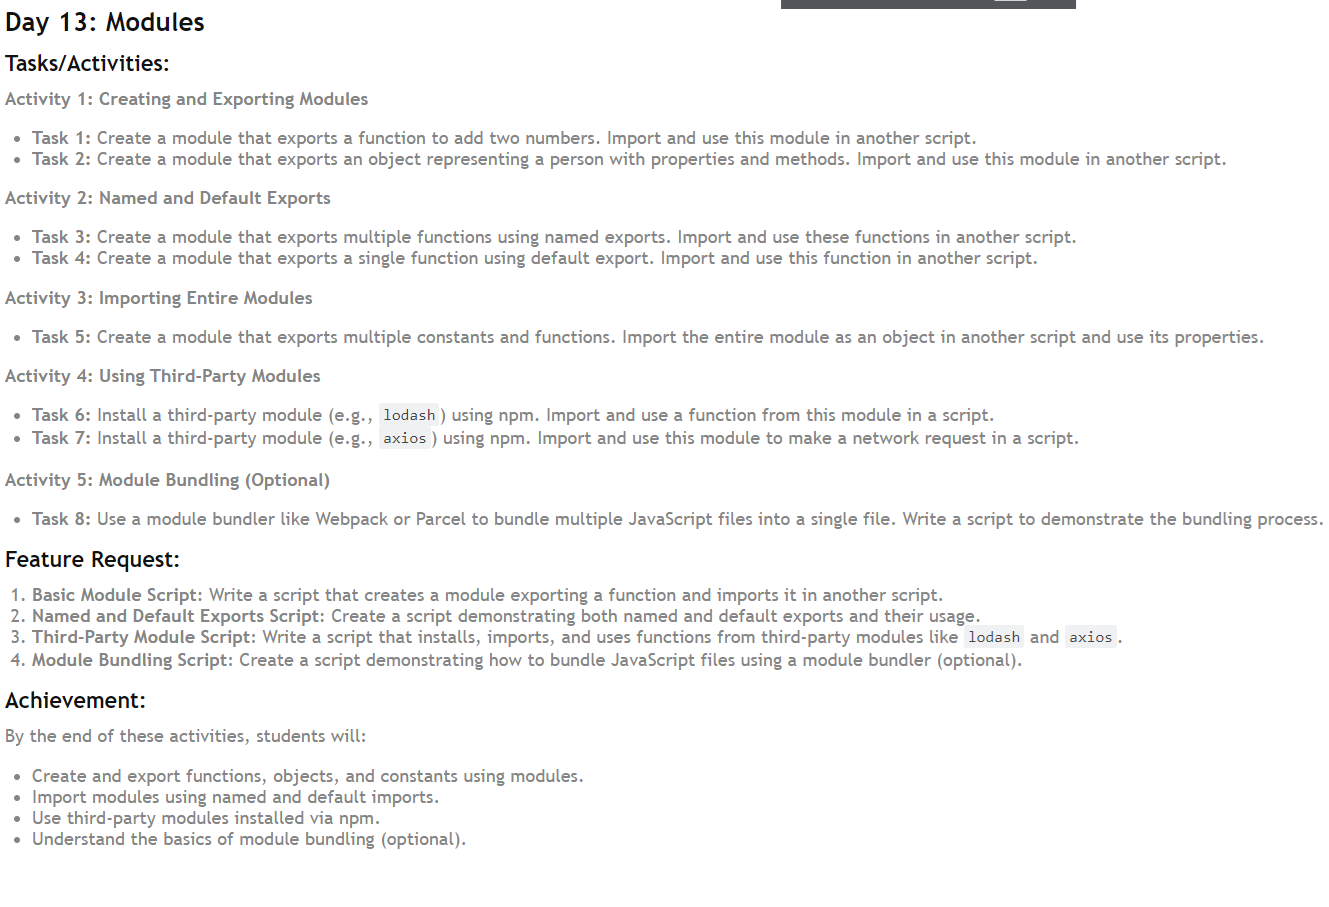 Day 13: Modules
Tasks/Activities:
Activity 1: Creating and Exporting Modules
• Task 1: Create a module that exports a function to add two numbers. Import and use this module in another script.
• Task 2: Create a module that exports an object representing a person with properties and methods. Import and use this module in another script.
Activity 2: Named and Default Exports
• Task 3: Create a module that exports multiple functions using named exports. Import and use these functions in another script.
• Task 4: Create a module that exports a single function using default export. Import and use this function in another script.
Activity 3: Importing Entire Modules
• Task 5: Create a module that exports multiple constants and functions. Import the entire module as an object in another script and use its properties.
Activity 4: Using Third-Party Modules
• Task 6: Install a third-party module (e.g., lodash) using npm. Import and use a function from this module in a script.
• Task 7: Install a third-party module (e.g., axios) using npm. Import and use this module to make a network request in a script.
Activity 5: Module Bundling (Optional)
• Task 8: Use a module bundler like Webpack or Parcel to bundle multiple JavaScript files into a single file. Write a script to demonstrate the bundling process.
Feature Request:
1. Basic Module Script: Write a script that creates a module exporting a function and imports it in another script.
2. Named and Default Exports Script: Create a script demonstrating both named and default exports and their usage.
3. Third-Party Module Script: Write a script that installs, imports, and uses functions from third-party modules like lodash and axios.
4. Module Bundling Script: Create a script demonstrating how to bundle JavaScript files using a module bundler (optional).
Achievement:
By the end of these activities, students will:
• Create and export functions, objects, and constants using modules.
• Import modules using named and default imports.
• Use third-party modules installed via npm.
• Understand the basics of module bundling (optional).